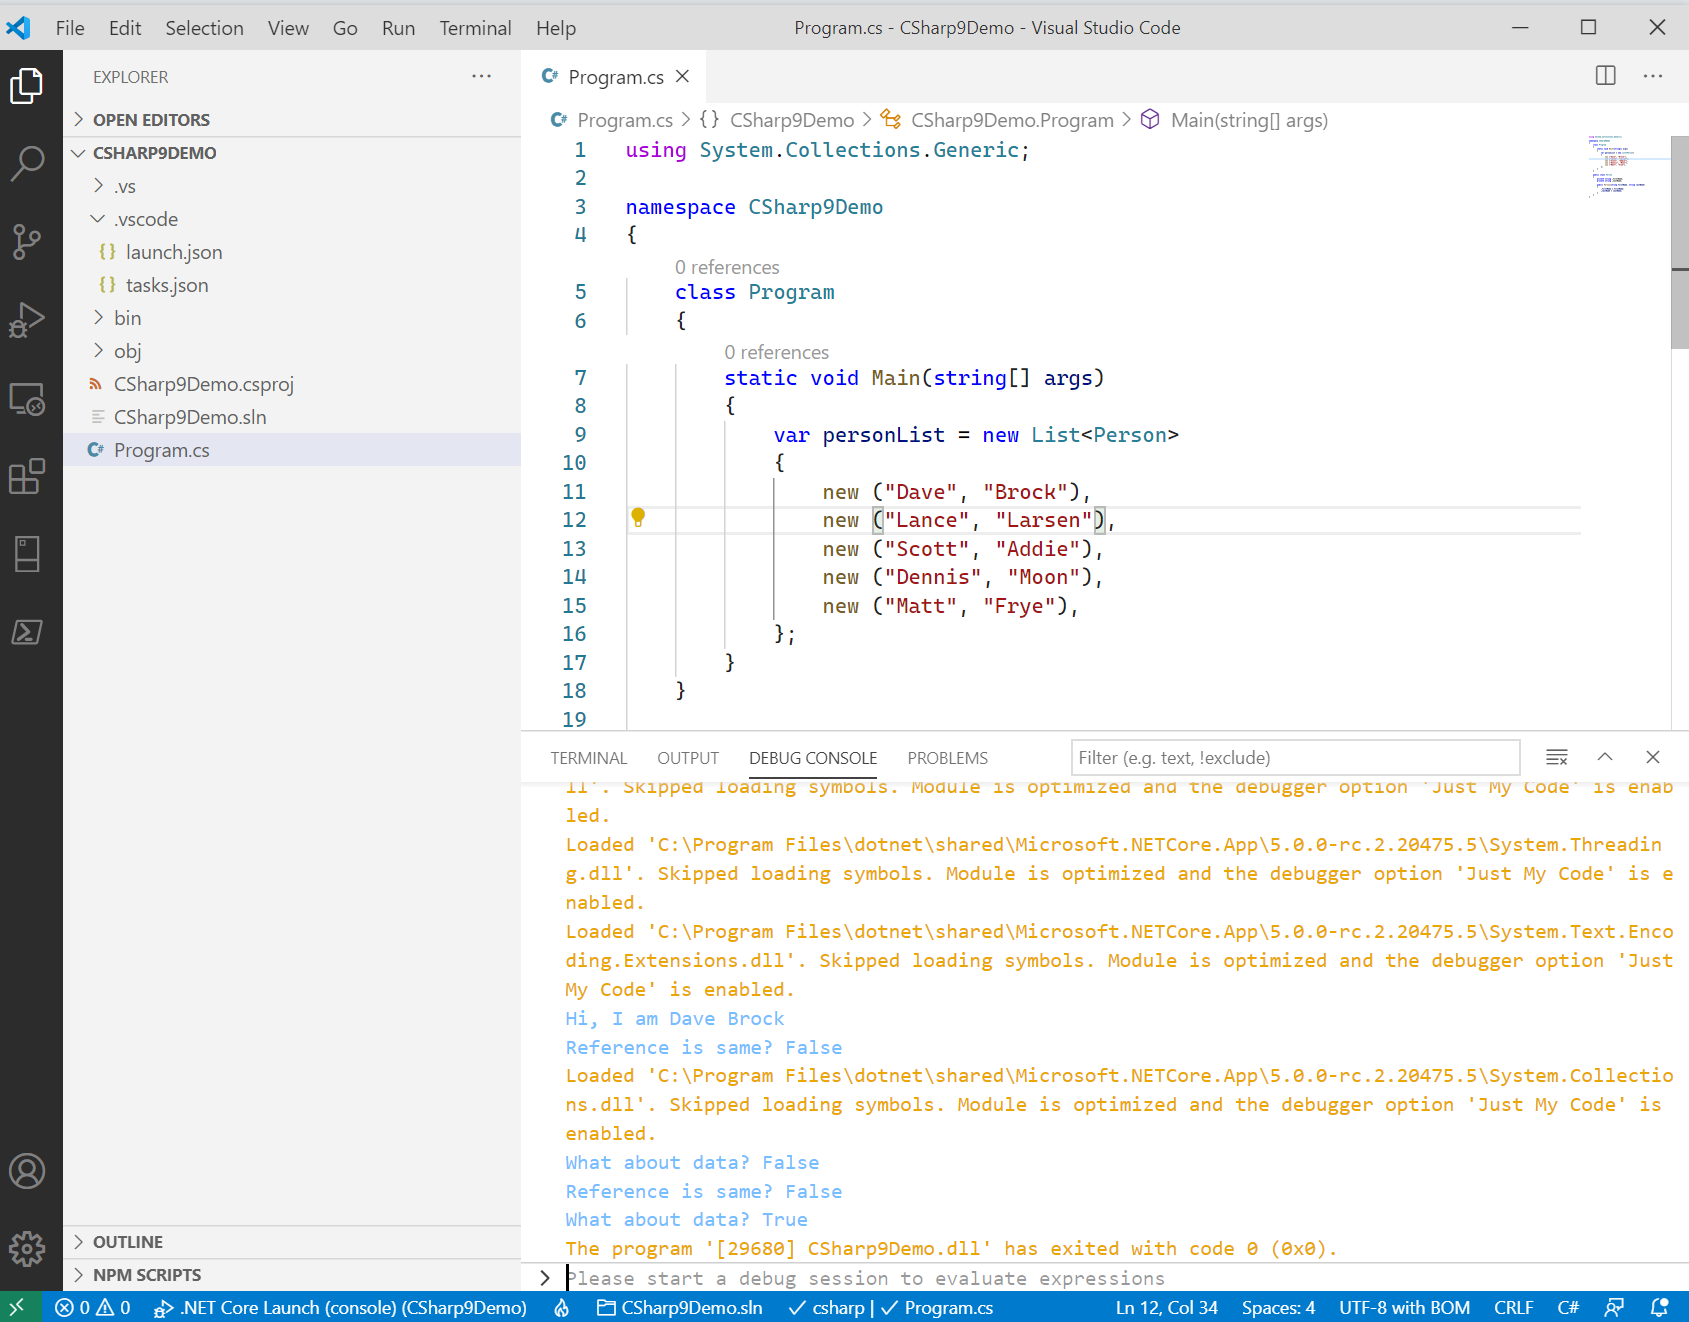 File Edit Selection View Go Run Terminal Help
Program.cs - CSharp9Demo - Visual Studio Code
EXPLORER
OPEN EDITORS
CSHARP9DEMO
.vs
.vscode
{} launch.json
{} tasks.json
bin
obj
CSharp9Demo.csproj
CSharp9Demo.sln
C# Program.cs
OUTLINE
NPM SCRIPTS
C# Program.cs
C# Program.cs > {} CSharp9Demo > CSharp9Demo.Program > Main(string[] args)
1 using System.Collections.Generic;
2
3 namespace CSharp9Demo
4 {
0 references
5 class Program
6 {
0 references
7 static void Main(string[] args)
8 {
9 var personList = new List<Person>
10 {
11 new ("Dave", "Brock"),
12 new ("Lance", "Larsen"),
13 new ("Scott", "Addie"),
14 new ("Dennis", "Moon"),
15 new ("Matt", "Frye"),
16 };
17 }
18 }
19
TERMINAL OUTPUT DEBUG CONSOLE PROBLEMS Filter (e.g. text, !exclude)
ll'. Skipped loading symbols. Module is optimized and the debugger option 'Just My Code' is enab
led.
Loaded 'C:\Program Files\dotnet\shared\Microsoft.NETCore.App\5.0.0-rc.2.20475.5\System.Threadin
g.dll'. Skipped loading symbols. Module is optimized and the debugger option 'Just My Code' is e
nabled.
Loaded 'C:\Program Files\dotnet\shared\Microsoft.NETCore.App\5.0.0-rc.2.20475.5\System.Text.Enco
ding.Extensions.dll'. Skipped loading symbols. Module is optimized and the debugger option 'Just
My Code' is enabled.
Hi, I am Dave Brock
Reference is same? False
Loaded 'C:\Program Files\dotnet\shared\Microsoft.NETCore.App\5.0.0-rc.2.20475.5\System.Collectio
ns.dll'. Skipped loading symbols. Module is optimized and the debugger option 'Just My Code' is
enabled.
What about data? False
Reference is same? False
What about data? True
The program '[29680] CSharp9Demo.dll' has exited with code 0 (0x0).
Please start a debug session to evaluate expressions
0 0 .NET Core Launch (console) (CSharp9Demo) CSharp9Demo.sln csharp | Program.cs Ln 12, Col 34 Spaces: 4 UTF-8 with BOM CRLF C#